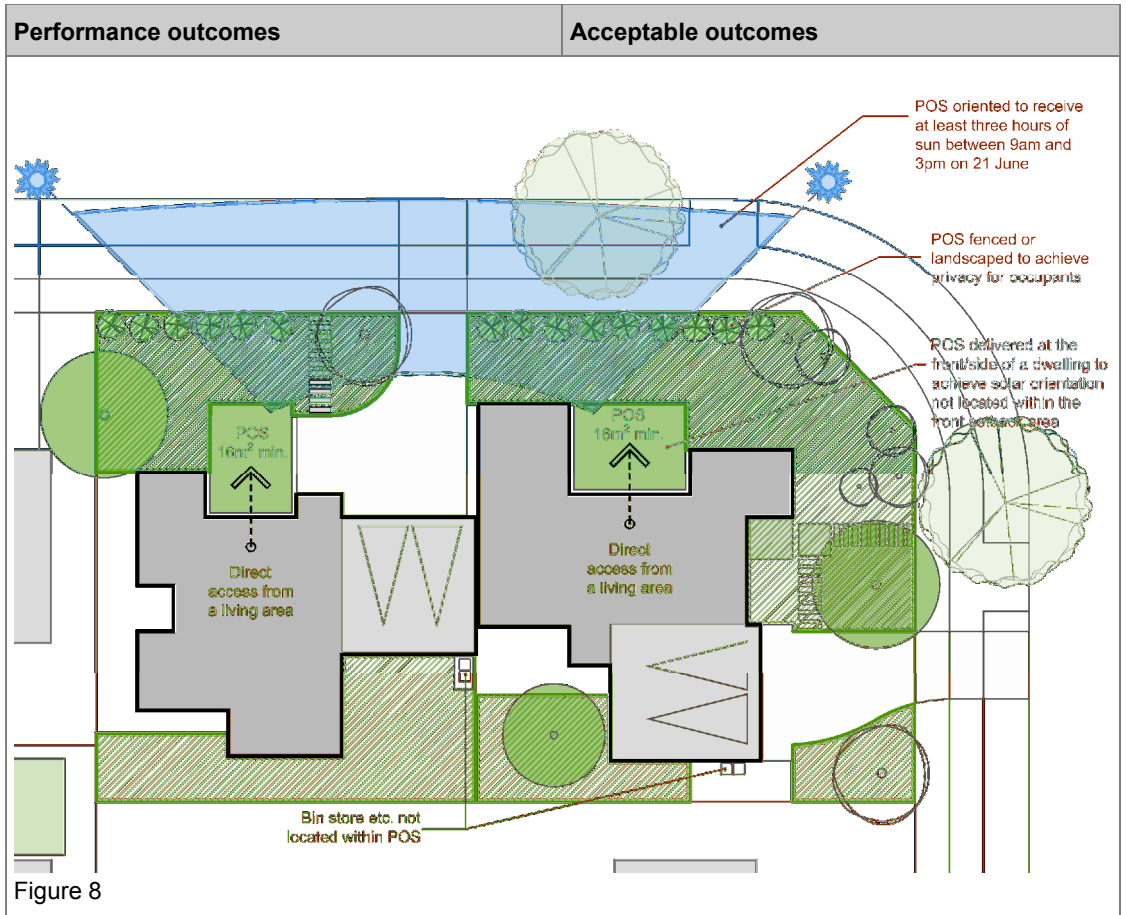 Performance outcomes
Acceptable outcomes
POS oriented to receive
at least three hours of
sun between 9am and
3pm on 21 June
POS fenced or
landscaped to achieve
privacy for occupants
POS delivered at the
front/side of a dwelling to
achieve solar orientation
not located within the
front setback area
POS
16m² min.
POS
16m² min.
Direct
access from
a living area
Direct
access from
a living area
Bin store etc. not
located within POS
Figure 8